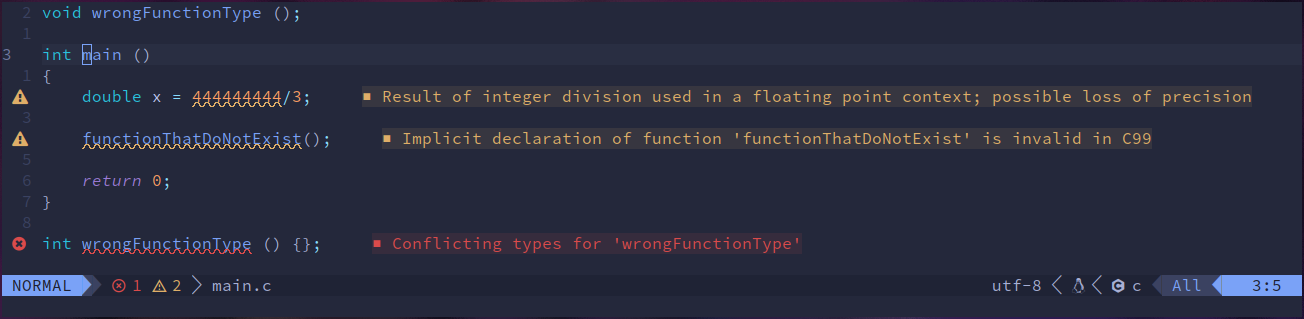 2 void wrongFunctionType ();
1
3 int main ()
1 {
double x = 444444444/3; ■ Result of integer division used in a floating point context; possible loss of precision
3
functionThatDoNotExist(); ■ Implicit declaration of function 'functionThatDoNotExist' is invalid in C99
5
6 return 0;
7 }
8
int wrongFunctionType () {}; ■ Conflicting types for 'wrongFunctionType'
NORMAL 1 2 main.c utf-8 c All 3:5